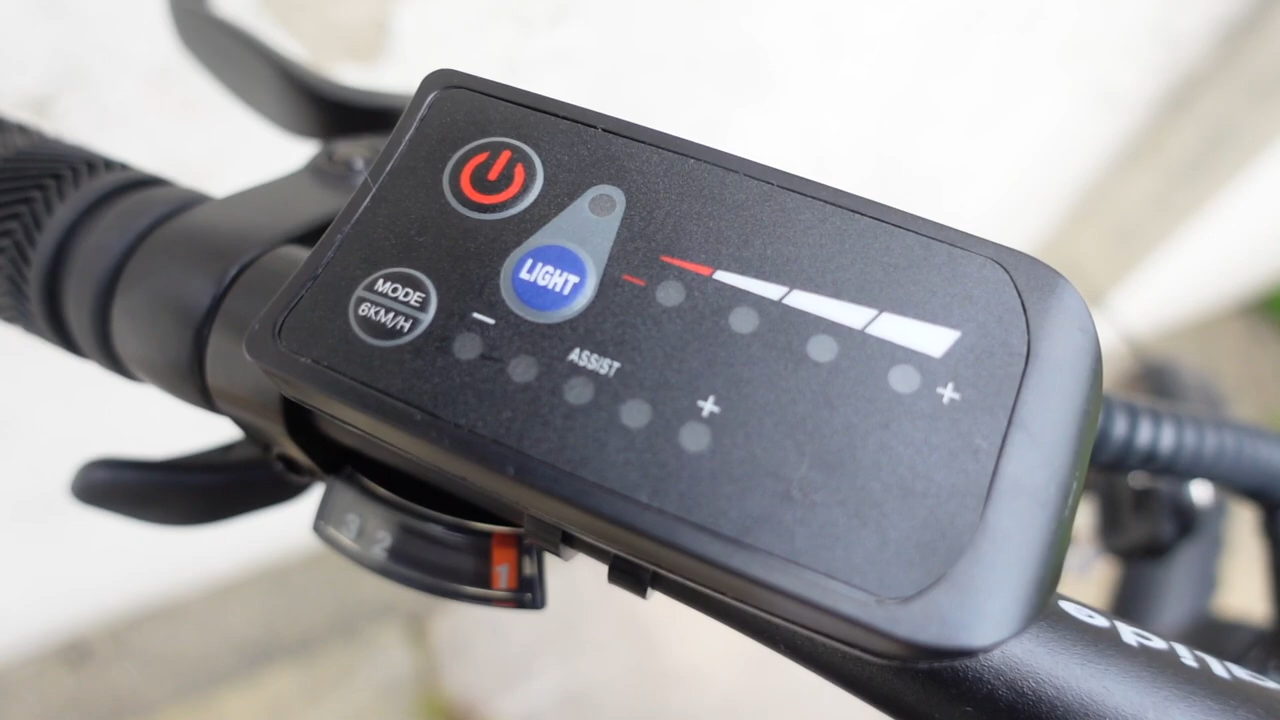 LIGHT
MODE
6KM/H
− +
− ASSIST +
3 2 1